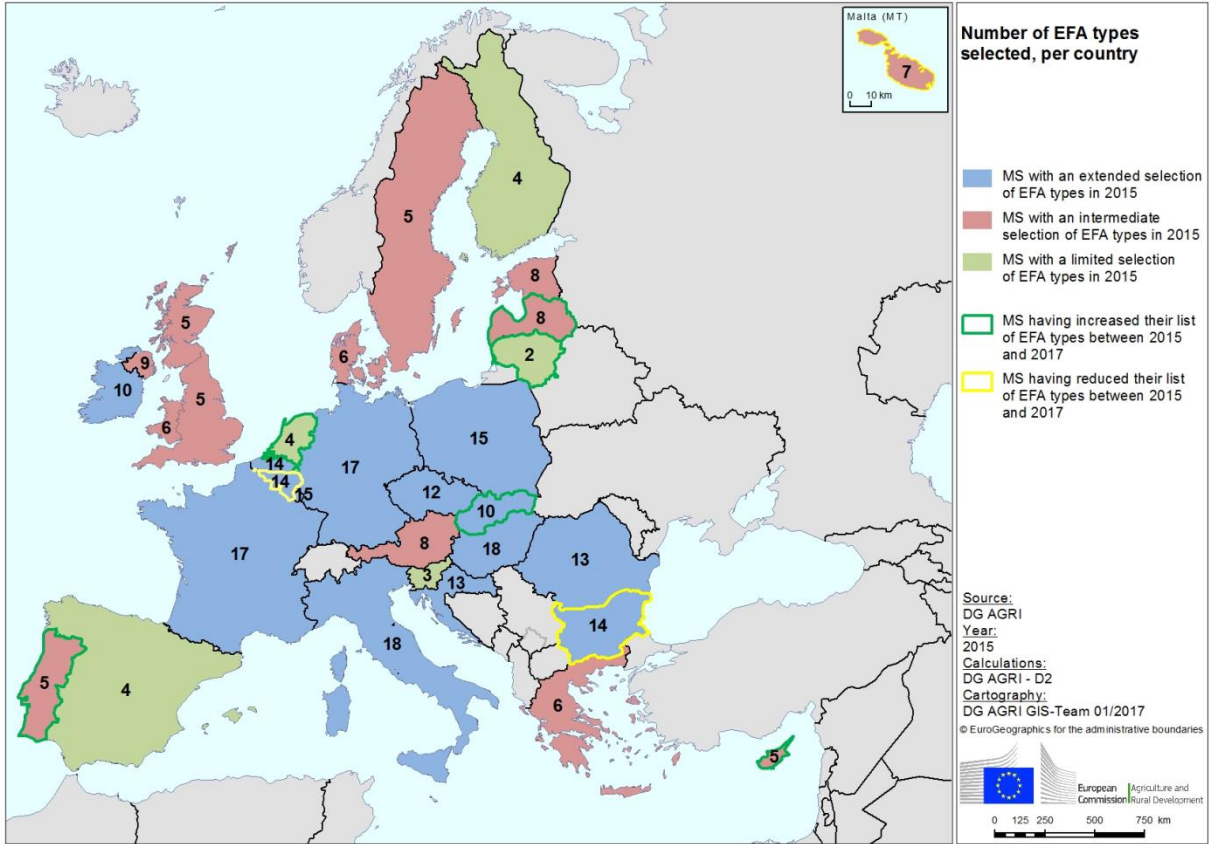 Malta (MT)
7
0 10 km
4
5
8
8
2
5
9
10
5
6
6
4
14
14
15
17
15
12
10
17
8
18
13
3
13
18
14
5
4
6
5
Number of EFA types
selected, per country
MS with an extended selection
of EFA types in 2015
MS with an intermediate
selection of EFA types in 2015
MS with a limited selection
of EFA types in 2015
MS having increased their list
of EFA types between 2015
and 2017
MS having reduced their list
of EFA types between 2015
and 2017
Source:
DG AGRI
Year:
2015
Calculations:
DG AGRI - D2
Cartography:
DG AGRI GIS-Team 01/2017
© EuroGeographics for the administrative boundaries
European
Commission
Agriculture and
Rural Development
0 125 250 500 750 km